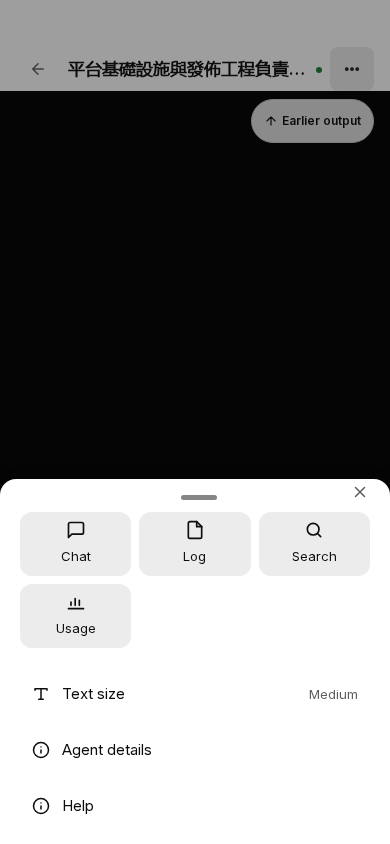 平台基礎設施與發佈工程負責…
Earlier output
Chat
Log
Search
Usage
Text size
Medium
Agent details
Help